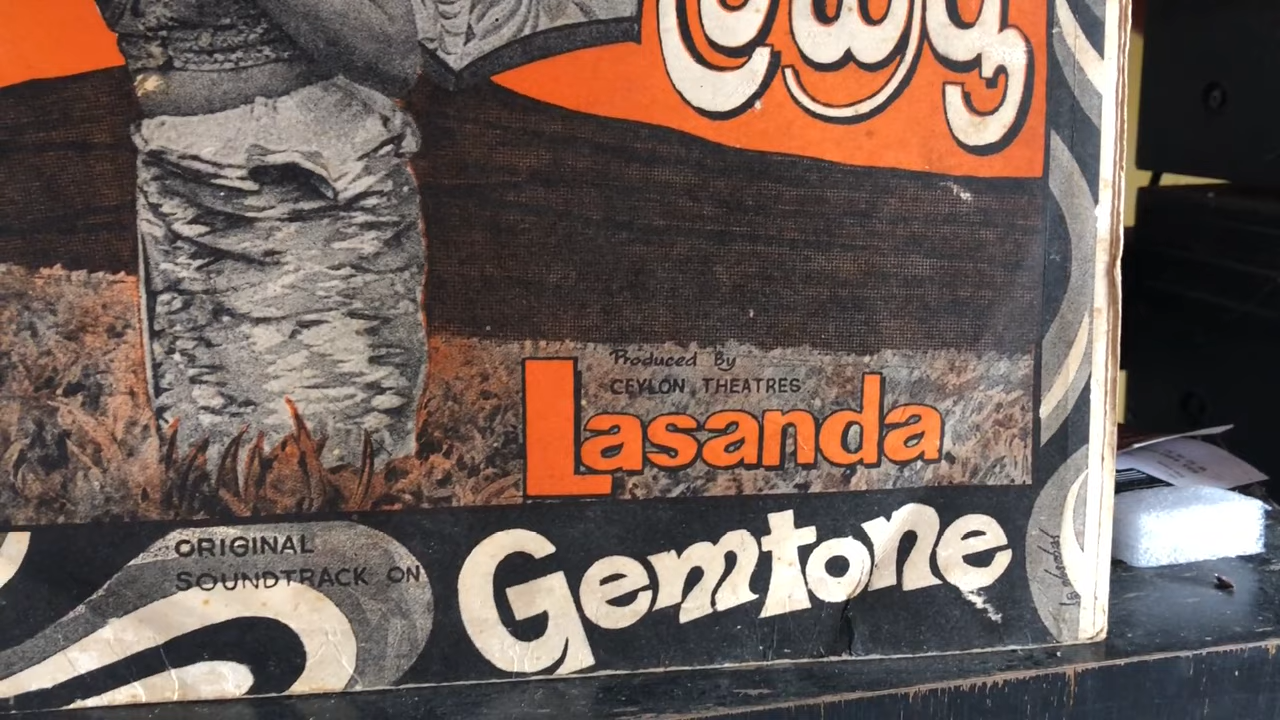 Produced By
CEYLON THEATRES
Lasanda
ORIGINAL
SOUNDTRACK ON
Gemtone